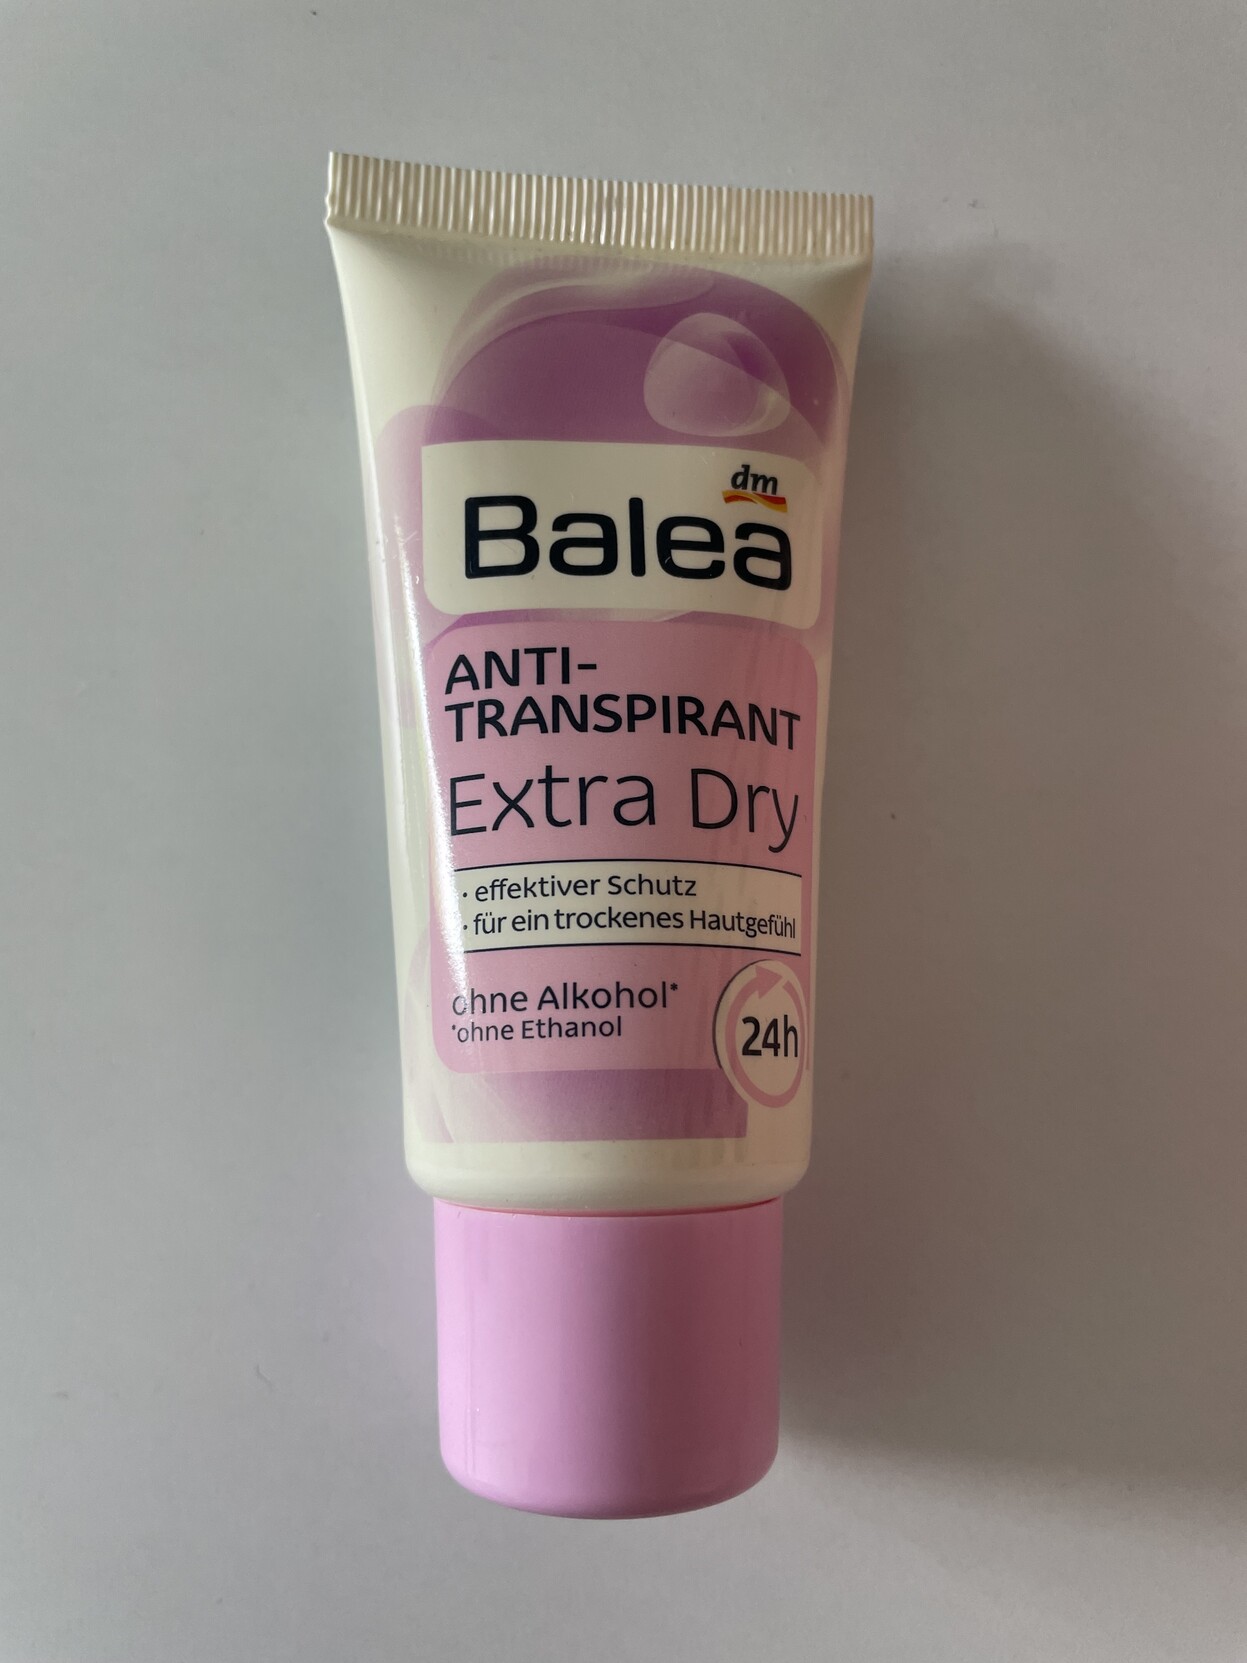 dm
Balea
ANTI-
TRANSPIRANT
Extra Dry
· effektiver Schutz
· für ein trockenes Hautgefühl
ohne Alkohol*
*ohne Ethanol
24h